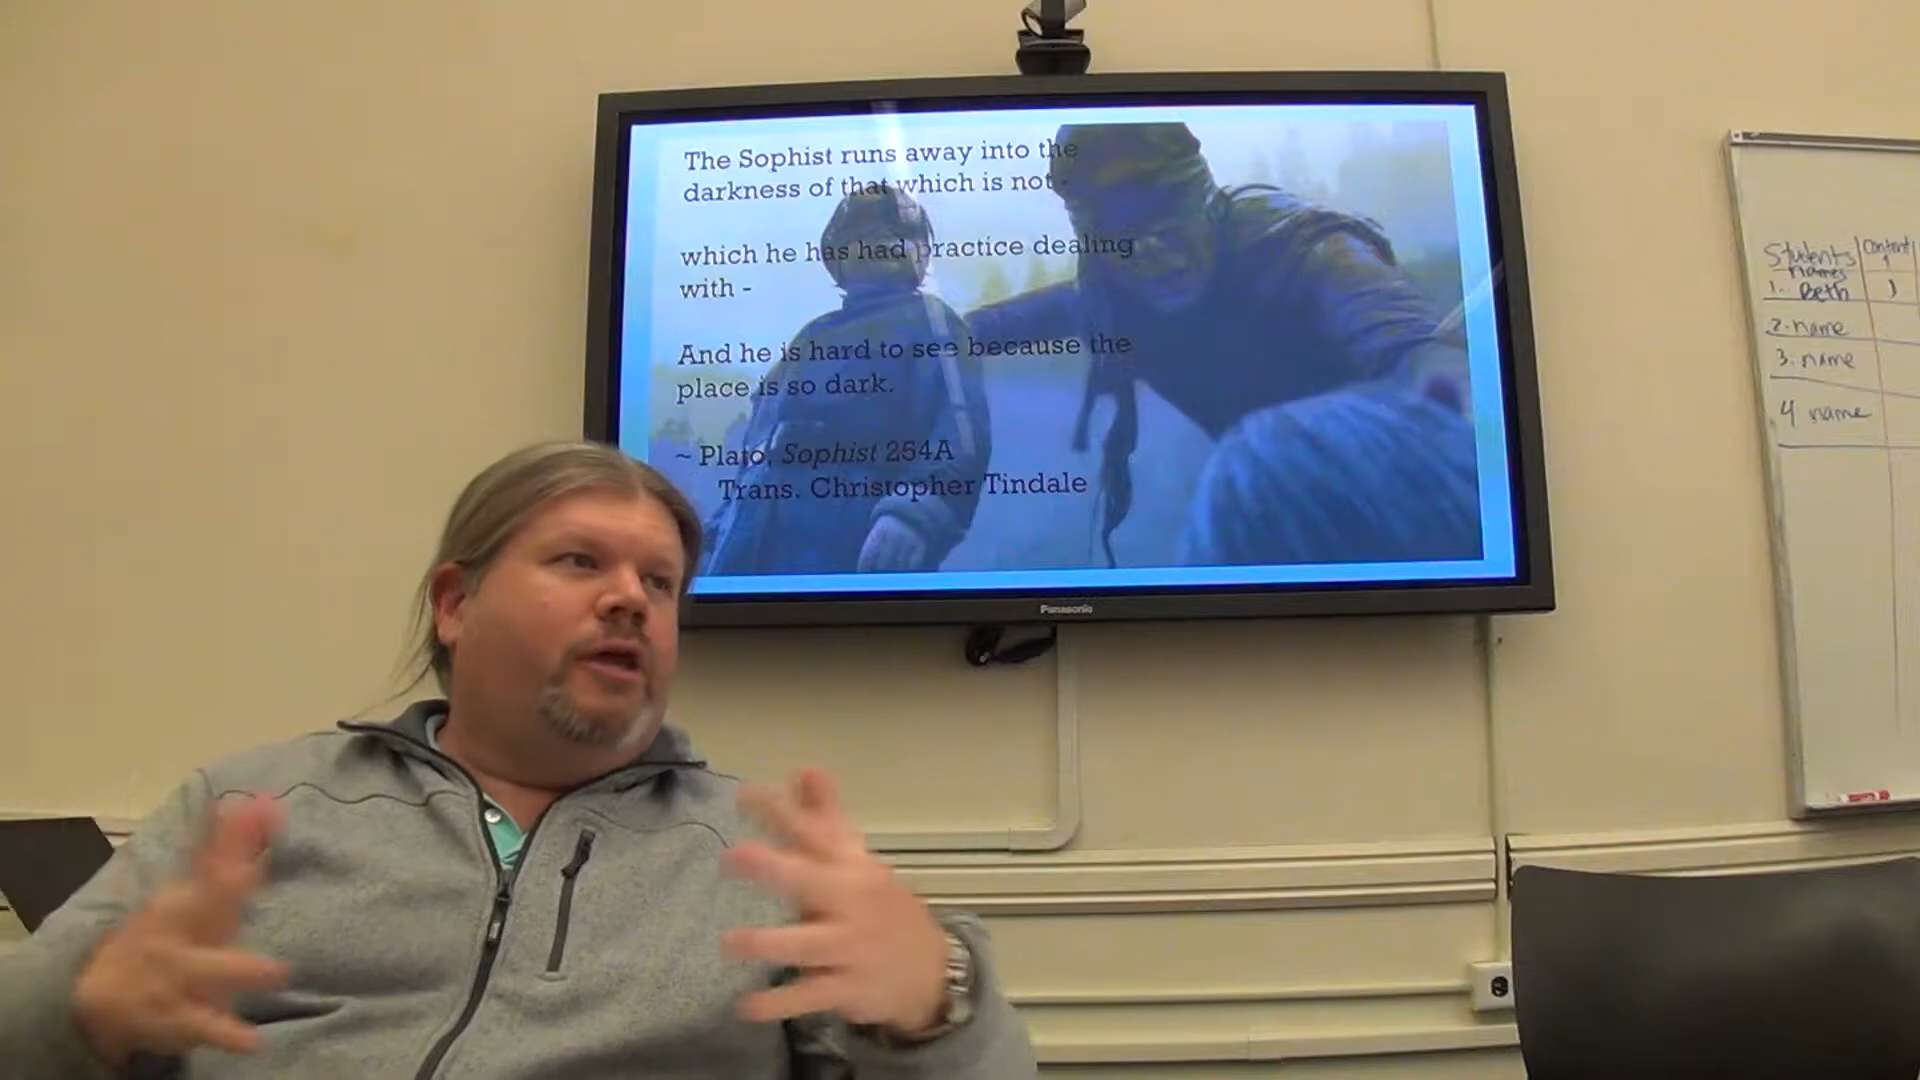 The Sophist runs away into the
darkness of that which is not -
which he has had practice dealing
with -
And he is hard to see because the
place is so dark.
~ Plato, Sophist 254A
Trans. Christopher Tindale
Panasonic
Students names
Content
1. Beth
1
2. name
3. name
4 name